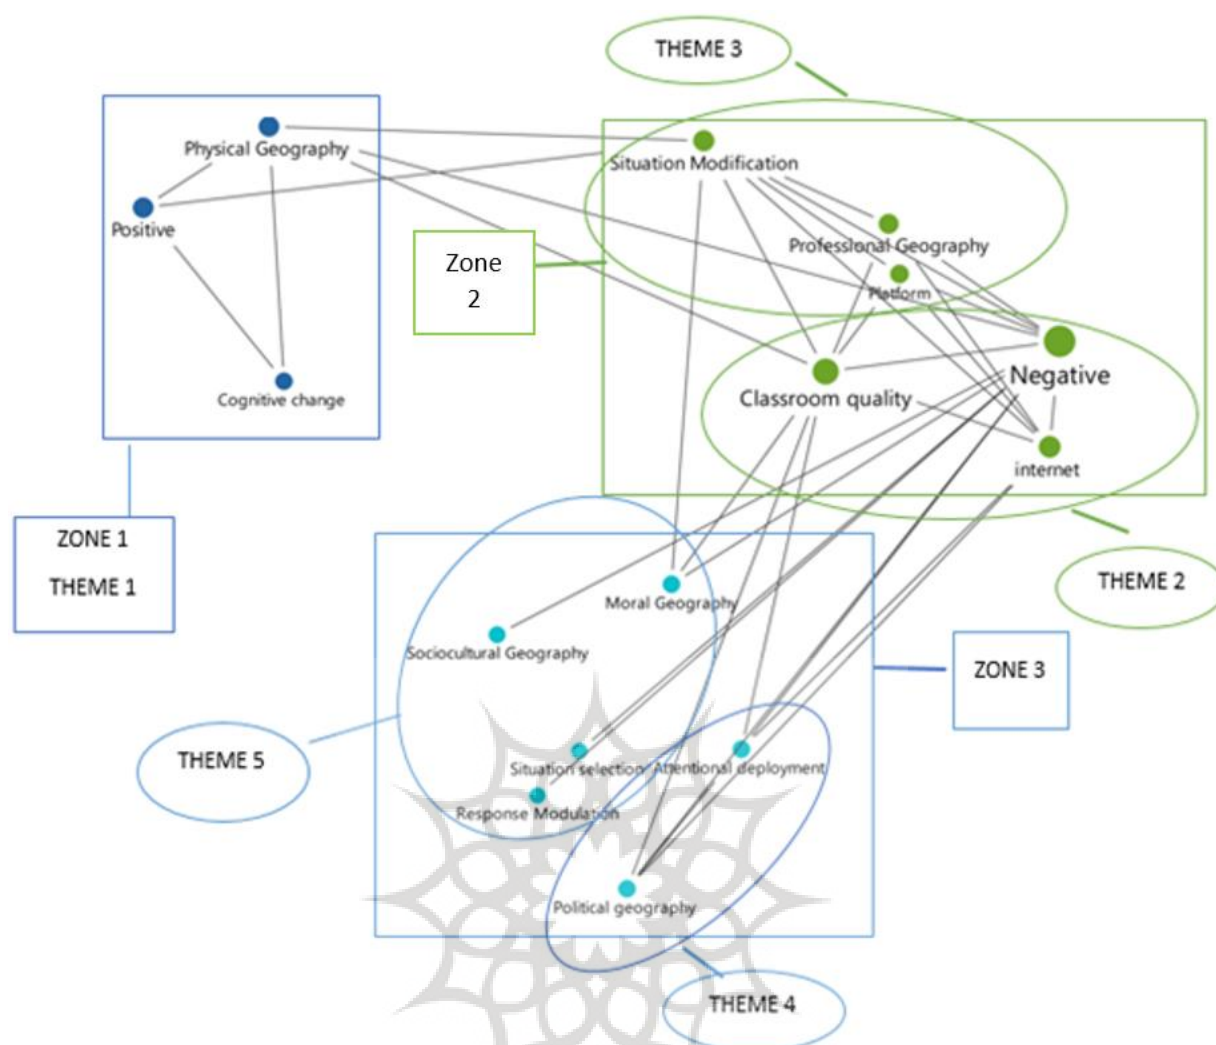 THEME 3
Physical Geography
Situation Modification
Positive
Professional Geography
Zone
2
Platform
Negative
Cognitive change
Classroom quality
internet
ZONE 1
THEME 1
THEME 2
Moral Geography
Sociocultural Geography
ZONE 3
THEME 5
Situation selection
Attentional deployment
Response Modulation
Political geography
THEME 4